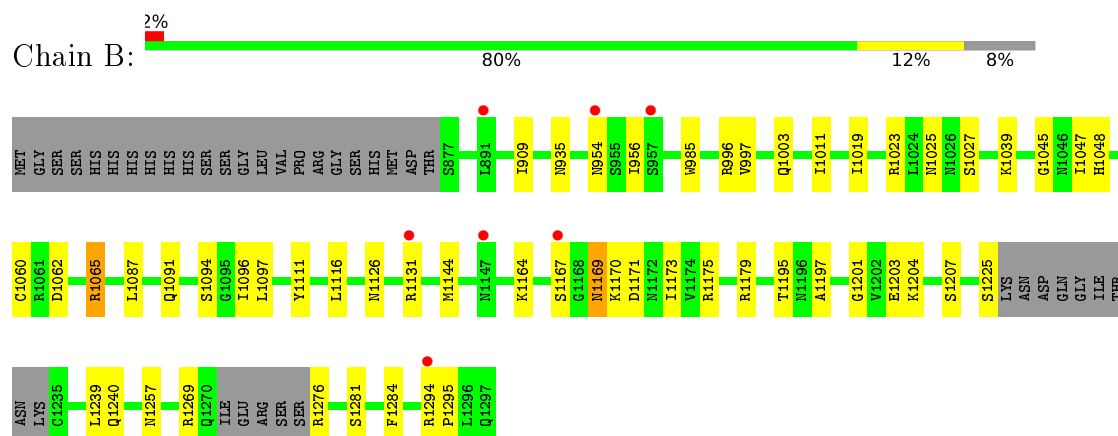 2%
Chain B:
80% 12% 8%
MET GLY SER SER HIS HIS HIS HIS HIS HIS SER SER GLY LEU VAL PRO ARG GLY SER HIS MET ASP THR S877 L891 I909 N935 N954 S955 I956 S957 W985 R996 V997 Q1003 I1011 I1019 R1023 L1024 N1025 N1026 S1027 K1039 G1045 N1046 I1047 H1048
C1060 R1061 D1062 R1065 L1087 Q1091 S1094 G1095 I1096 L1097 Y1111 L1116 N1126 R1131 M1144 N1147 K1164 S1167 G1168 N1169 K1170 D1171 N1172 I1173 V1174 R1175 R1179 T1195 N1196 A1197 G1201 V1202 E1203 K1204 S1207 S1225 LYS ASN ASP GLN GLY ILE THR
ASN LYS C1235 L1239 Q1240 N1257 R1269 Q1270 ILE GLU ARG SER SER R1276 S1281 F1284 R1294 P1295 L1296 Q1297